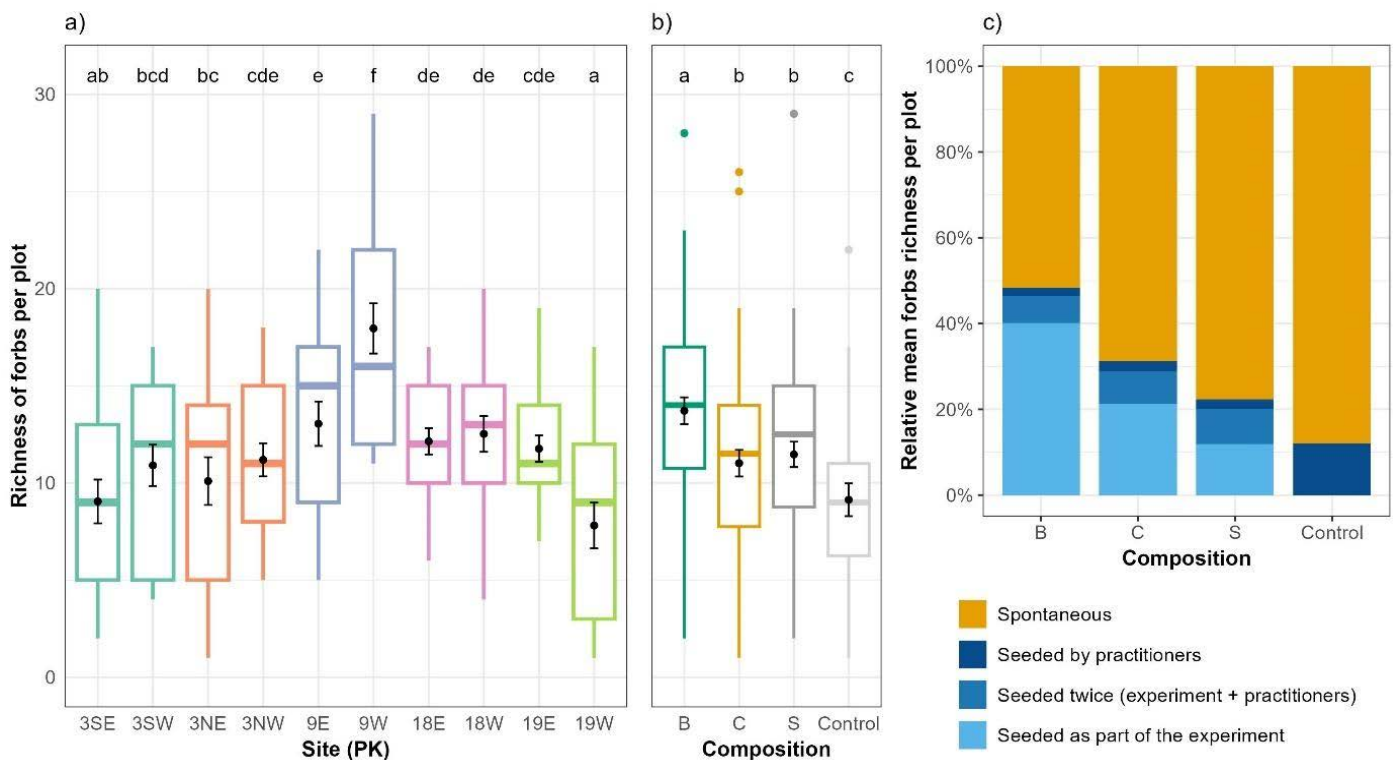 a)
ab bcd bc cde e f de de cde a
30
20
10
0
Richness of forbs per plot
3SE 3SW 3NE 3NW 9E 9W 18E 18W 19E 19W
Site (PK)
b)
a b b c
B C S Control
Composition
c)
100%
80%
60%
40%
20%
0%
Relative mean forbs richness per plot
B C S Control
Composition
Spontaneous
Seeded by practitioners
Seeded twice (experiment + practitioners)
Seeded as part of the experiment